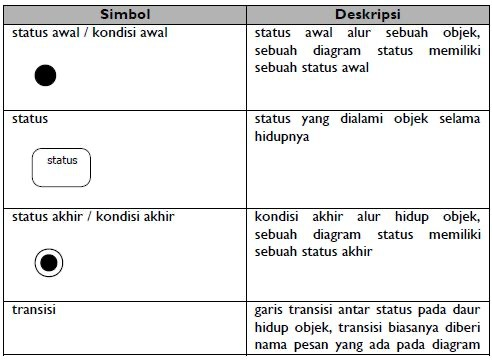 Simbol Deskripsi
status awal / kondisi awal status awal alur sebuah objek,
sebuah diagram status memiliki
sebuah status awal
status status yang dialami objek selama
hidupnya
status
status akhir / kondisi akhir kondisi akhir alur hidup objek,
sebuah diagram status memiliki
sebuah status akhir
transisi garis transisi antar status pada daur
hidup objek, transisi biasanya diberi
nama pesan yang ada pada diagram